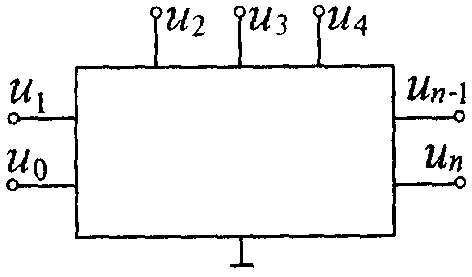 u₂ u₃ u₄
u₁ uₙ₋₁
u₀ uₙ